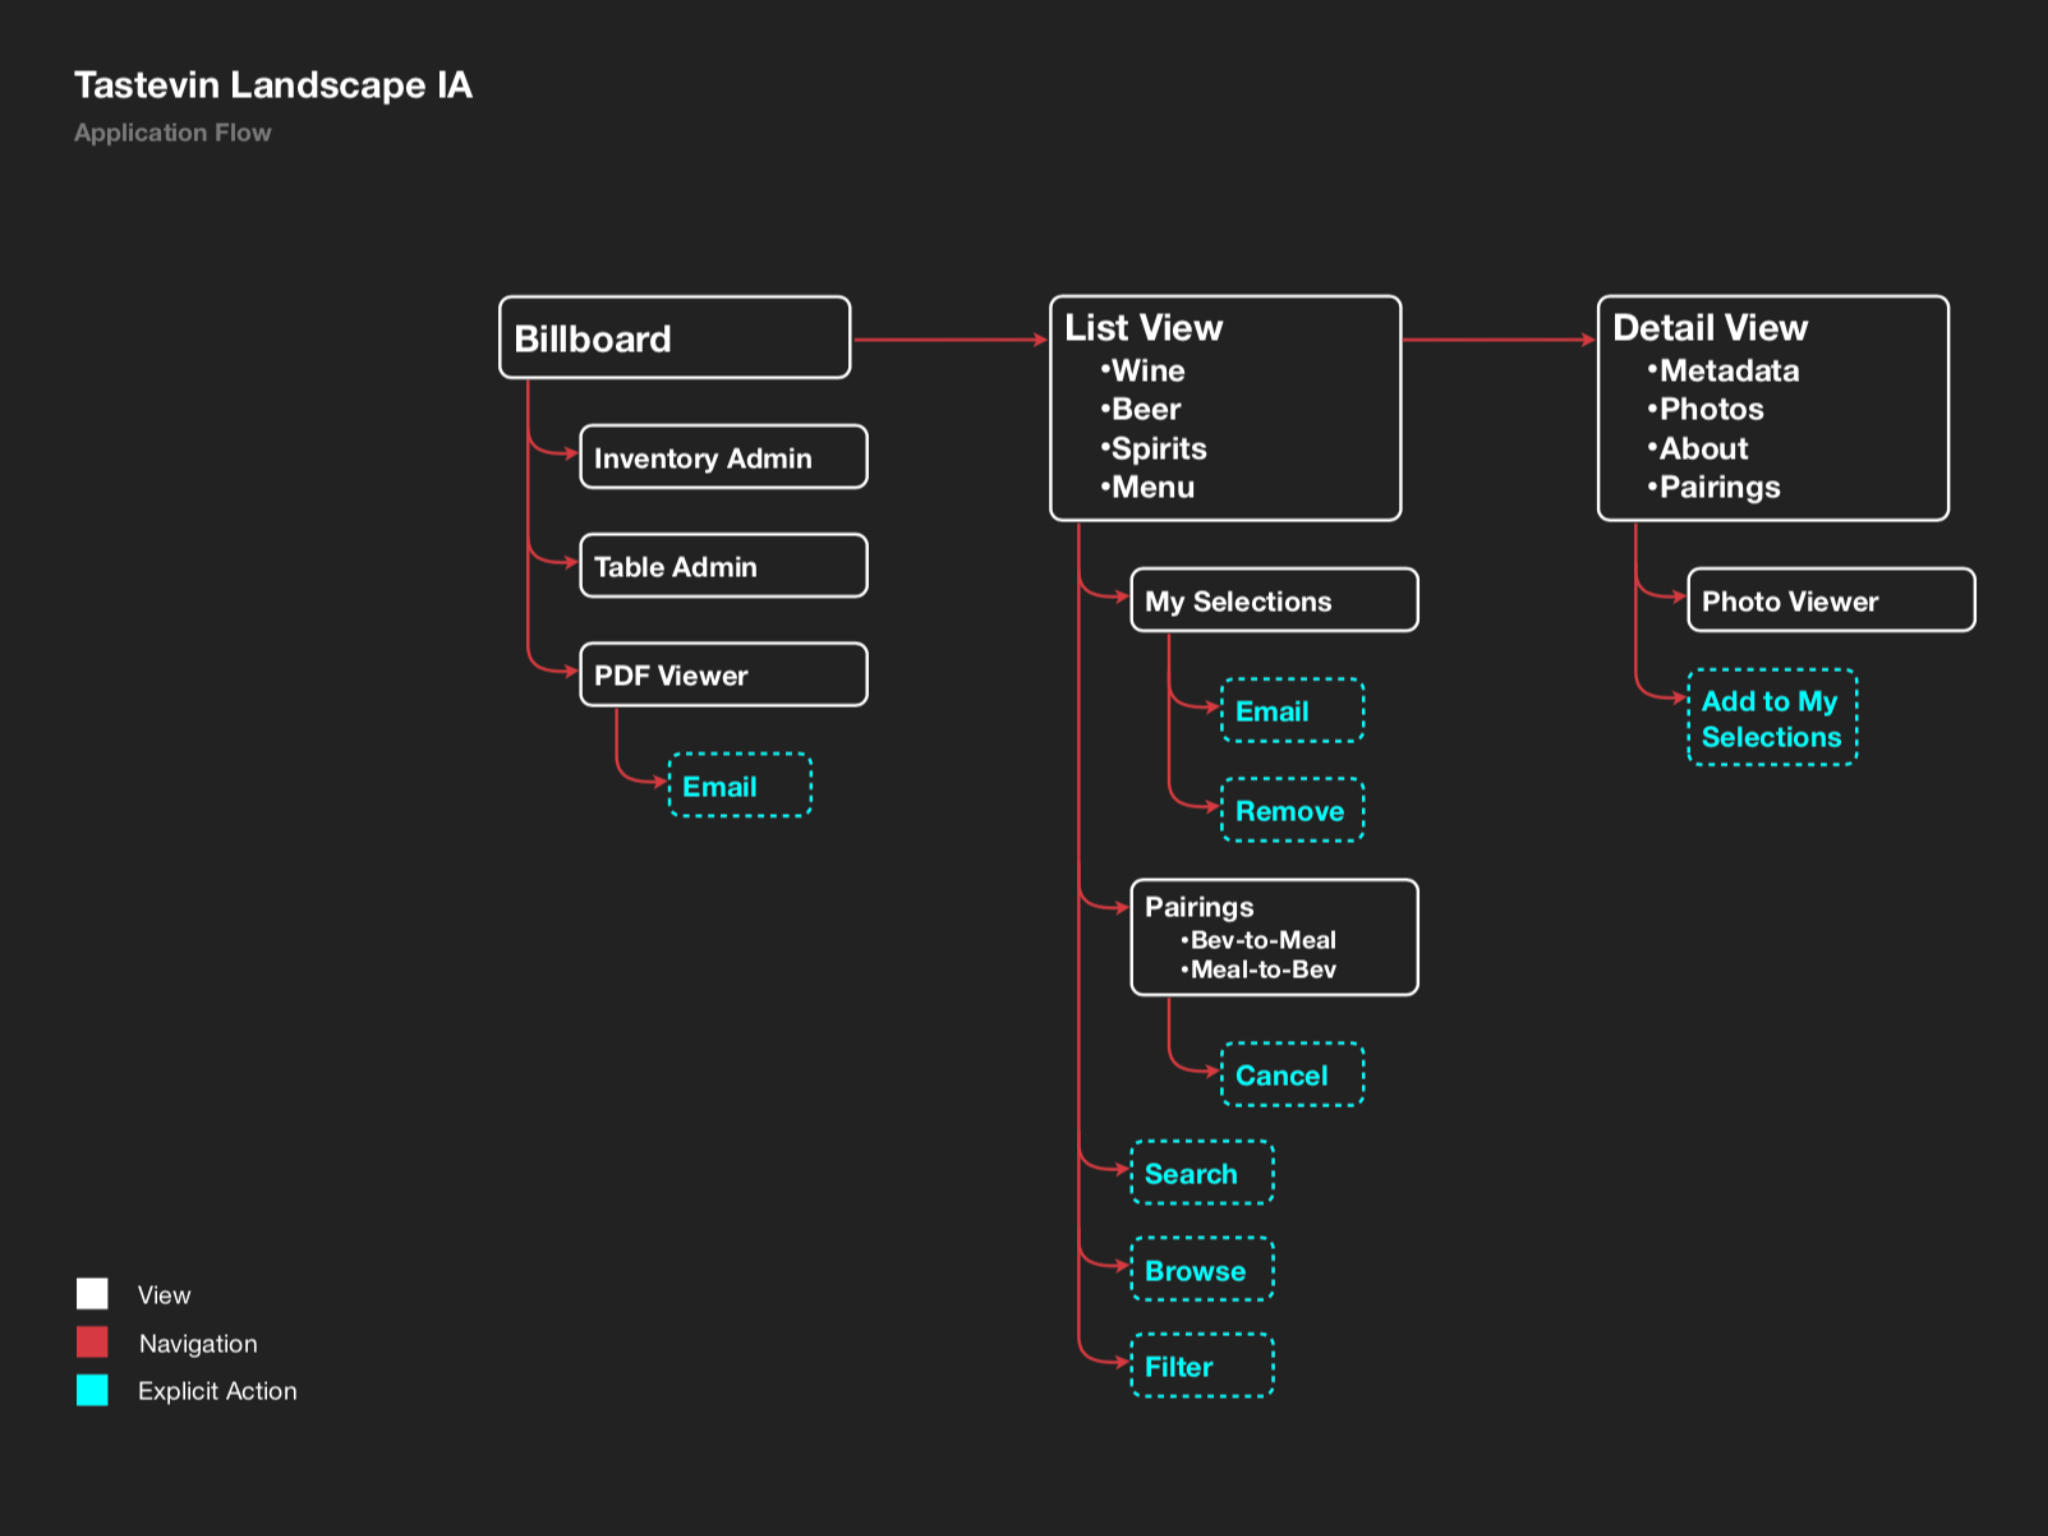 Tastevin Landscape IA
Application Flow
Billboard
Inventory Admin
Table Admin
PDF Viewer
Email
List View
•Wine
•Beer
•Spirits
•Menu
My Selections
Email
Remove
Pairings
•Bev-to-Meal
•Meal-to-Bev
Cancel
Search
Browse
Filter
Detail View
•Metadata
•Photos
•About
•Pairings
Photo Viewer
Add to My
Selections
View
Navigation
Explicit Action